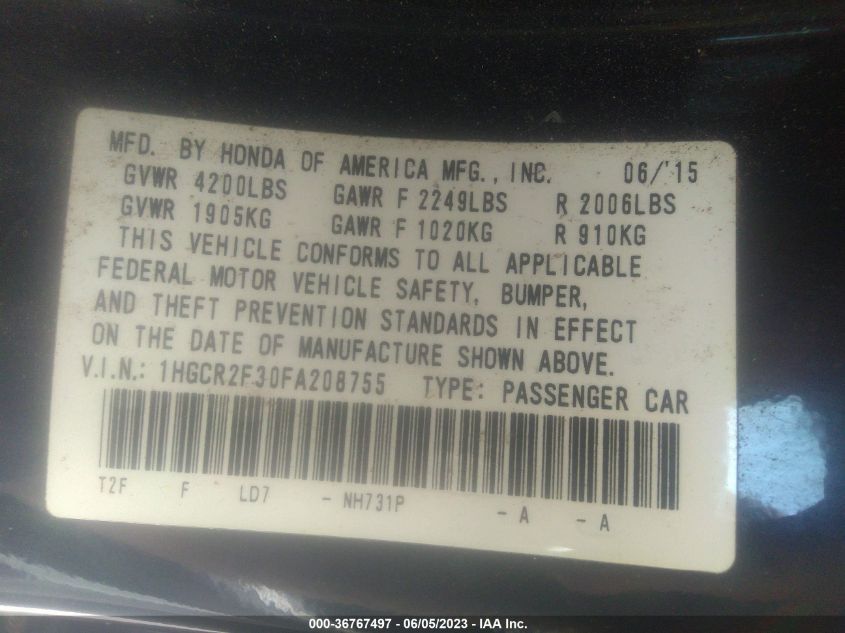 MFD. BY HONDA OF AMERICA MFG., INC. 06/'15
GVWR 4200LBS GAWR F 2249LBS R 2006LBS
GVWR 1905KG GAWR F 1020KG R 910KG
THIS VEHICLE CONFORMS TO ALL APPLICABLE
FEDERAL MOTOR VEHICLE SAFETY, BUMPER,
AND THEFT PREVENTION STANDARDS IN EFFECT
ON THE DATE OF MANUFACTURE SHOWN ABOVE.
V.I.N.: 1HGCR2F30FA208755 TYPE: PASSENGER CAR
T2F F LD7 - NH731P - A - A
000-36767497 - 06/05/2023 - IAA Inc.